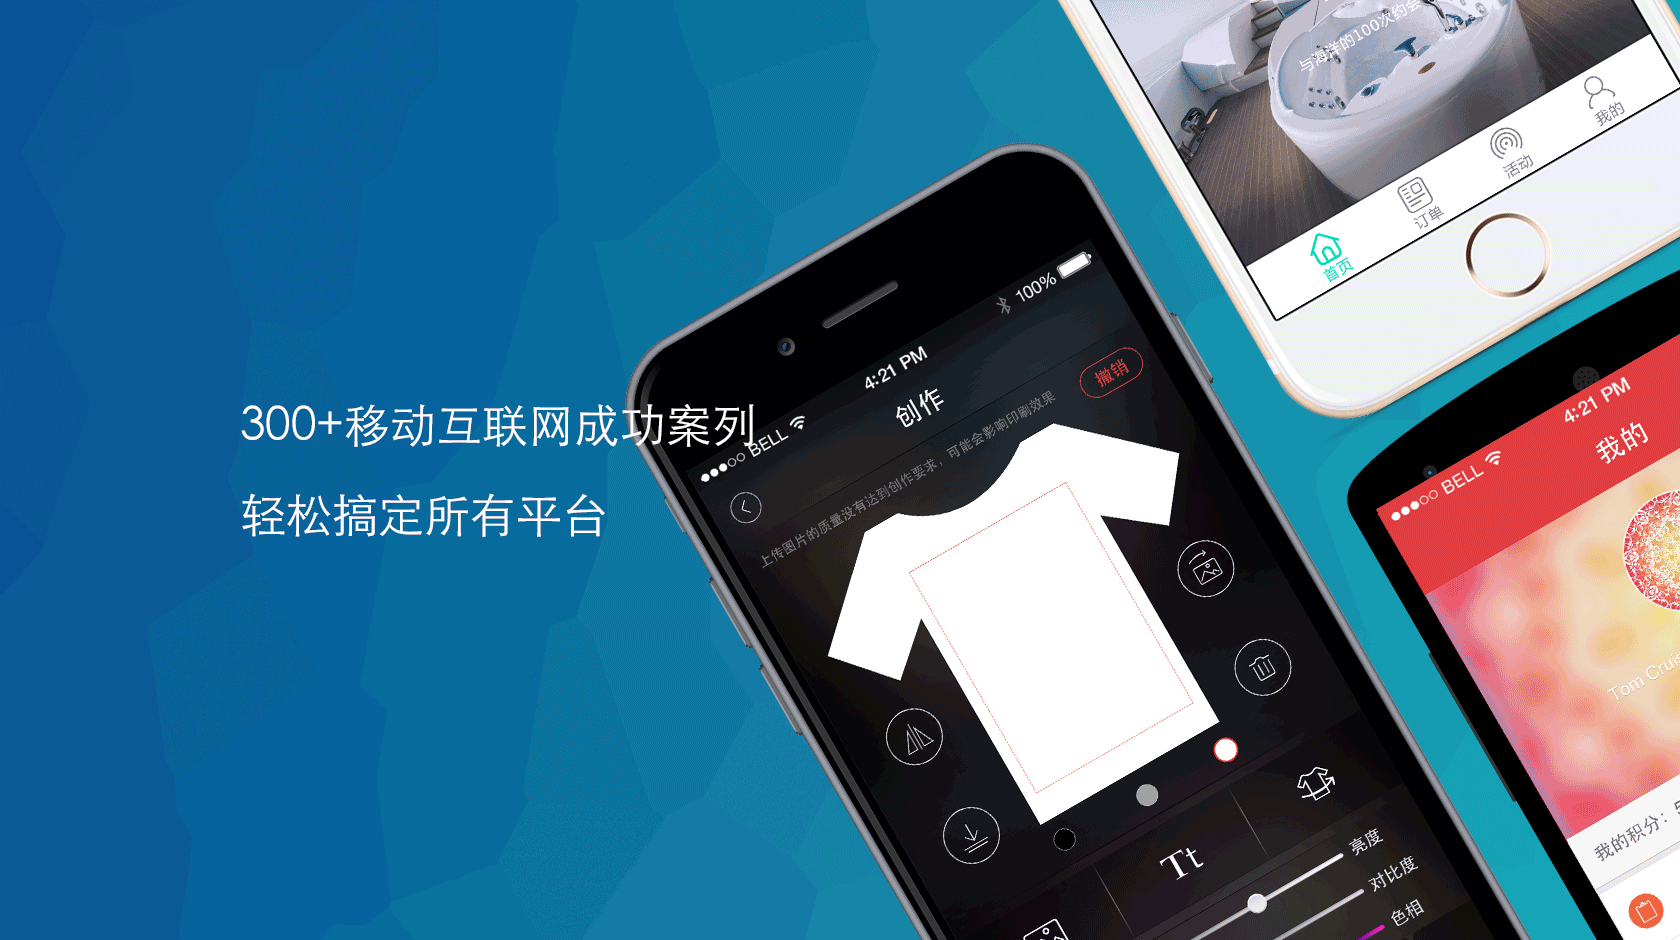 300+移动互联网成功案列
轻松搞定所有平台
BELL
4:21 PM
100%
创作
撤销
上传图片的质量没有达到创作要求，可能会影响印刷效果
Tt
亮度
对比度
色相
与海洋的100次约会
首页
订单
活动
我的
BELL
4:21 PM
我的
Tom Cruis
我的积分：